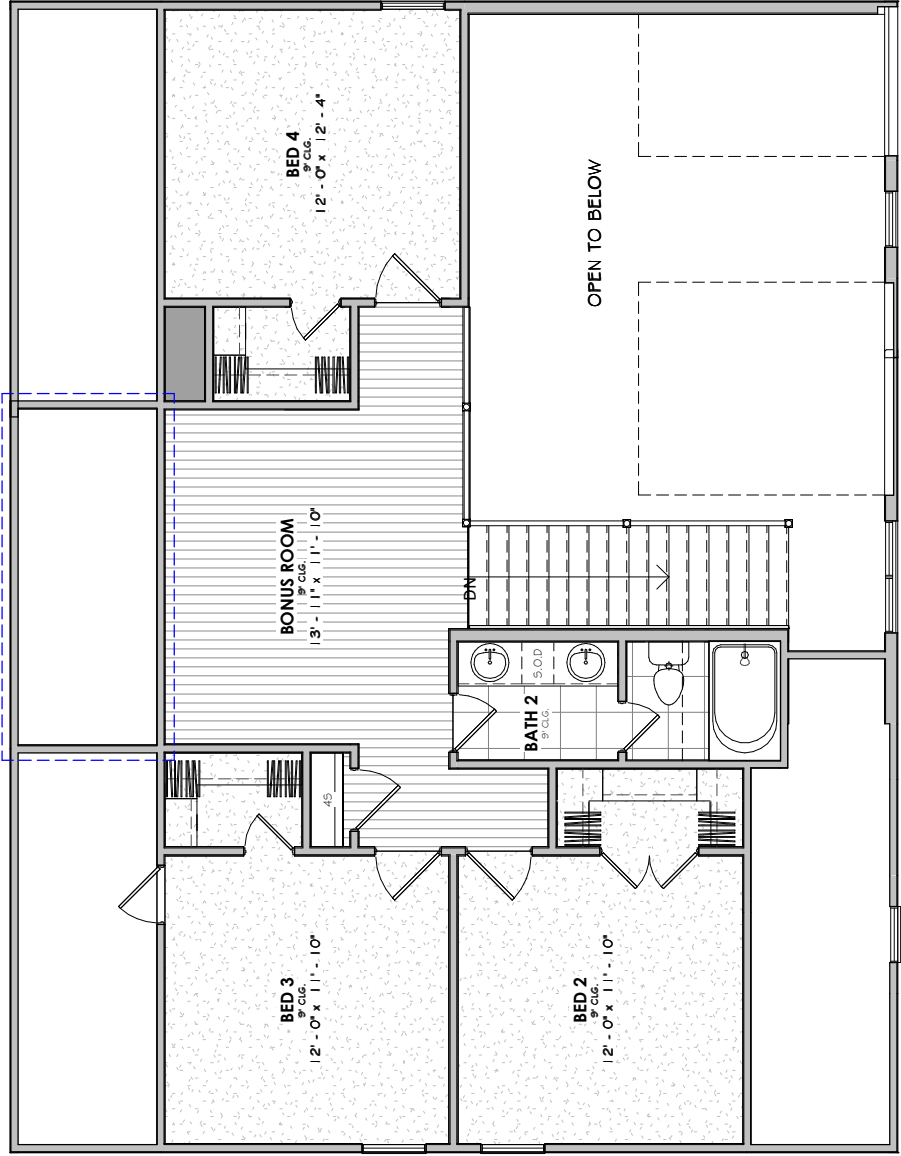 BED 4
9' CLG.
12' - 0" x 12' - 4"
OPEN TO BELOW
BONUS ROOM
9' CLG.
13' - 11" x 11' - 10"
DN
S.O.D
BATH 2
9' CLG.
4S
BED 3
9' CLG.
12' - 0" x 11' - 10"
BED 2
9' CLG.
12' - 0" x 11' - 10"